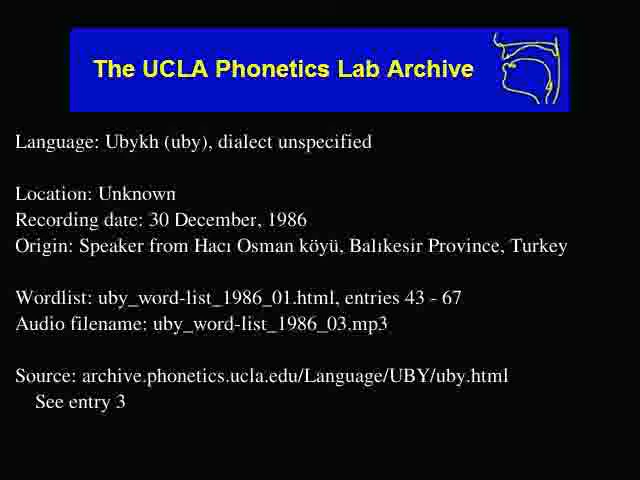 The UCLA Phonetics Lab Archive
Language: Ubykh (uby), dialect unspecified
Location: Unknown
Recording date: 30 December, 1986
Origin: Speaker from Hacı Osman köyü, Balıkesir Province, Turkey
Wordlist: uby_word-list_1986_01.html, entries 43 - 67
Audio filename: uby_word-list_1986_03.mp3
Source: archive.phonetics.ucla.edu/Language/UBY/uby.html
See entry 3